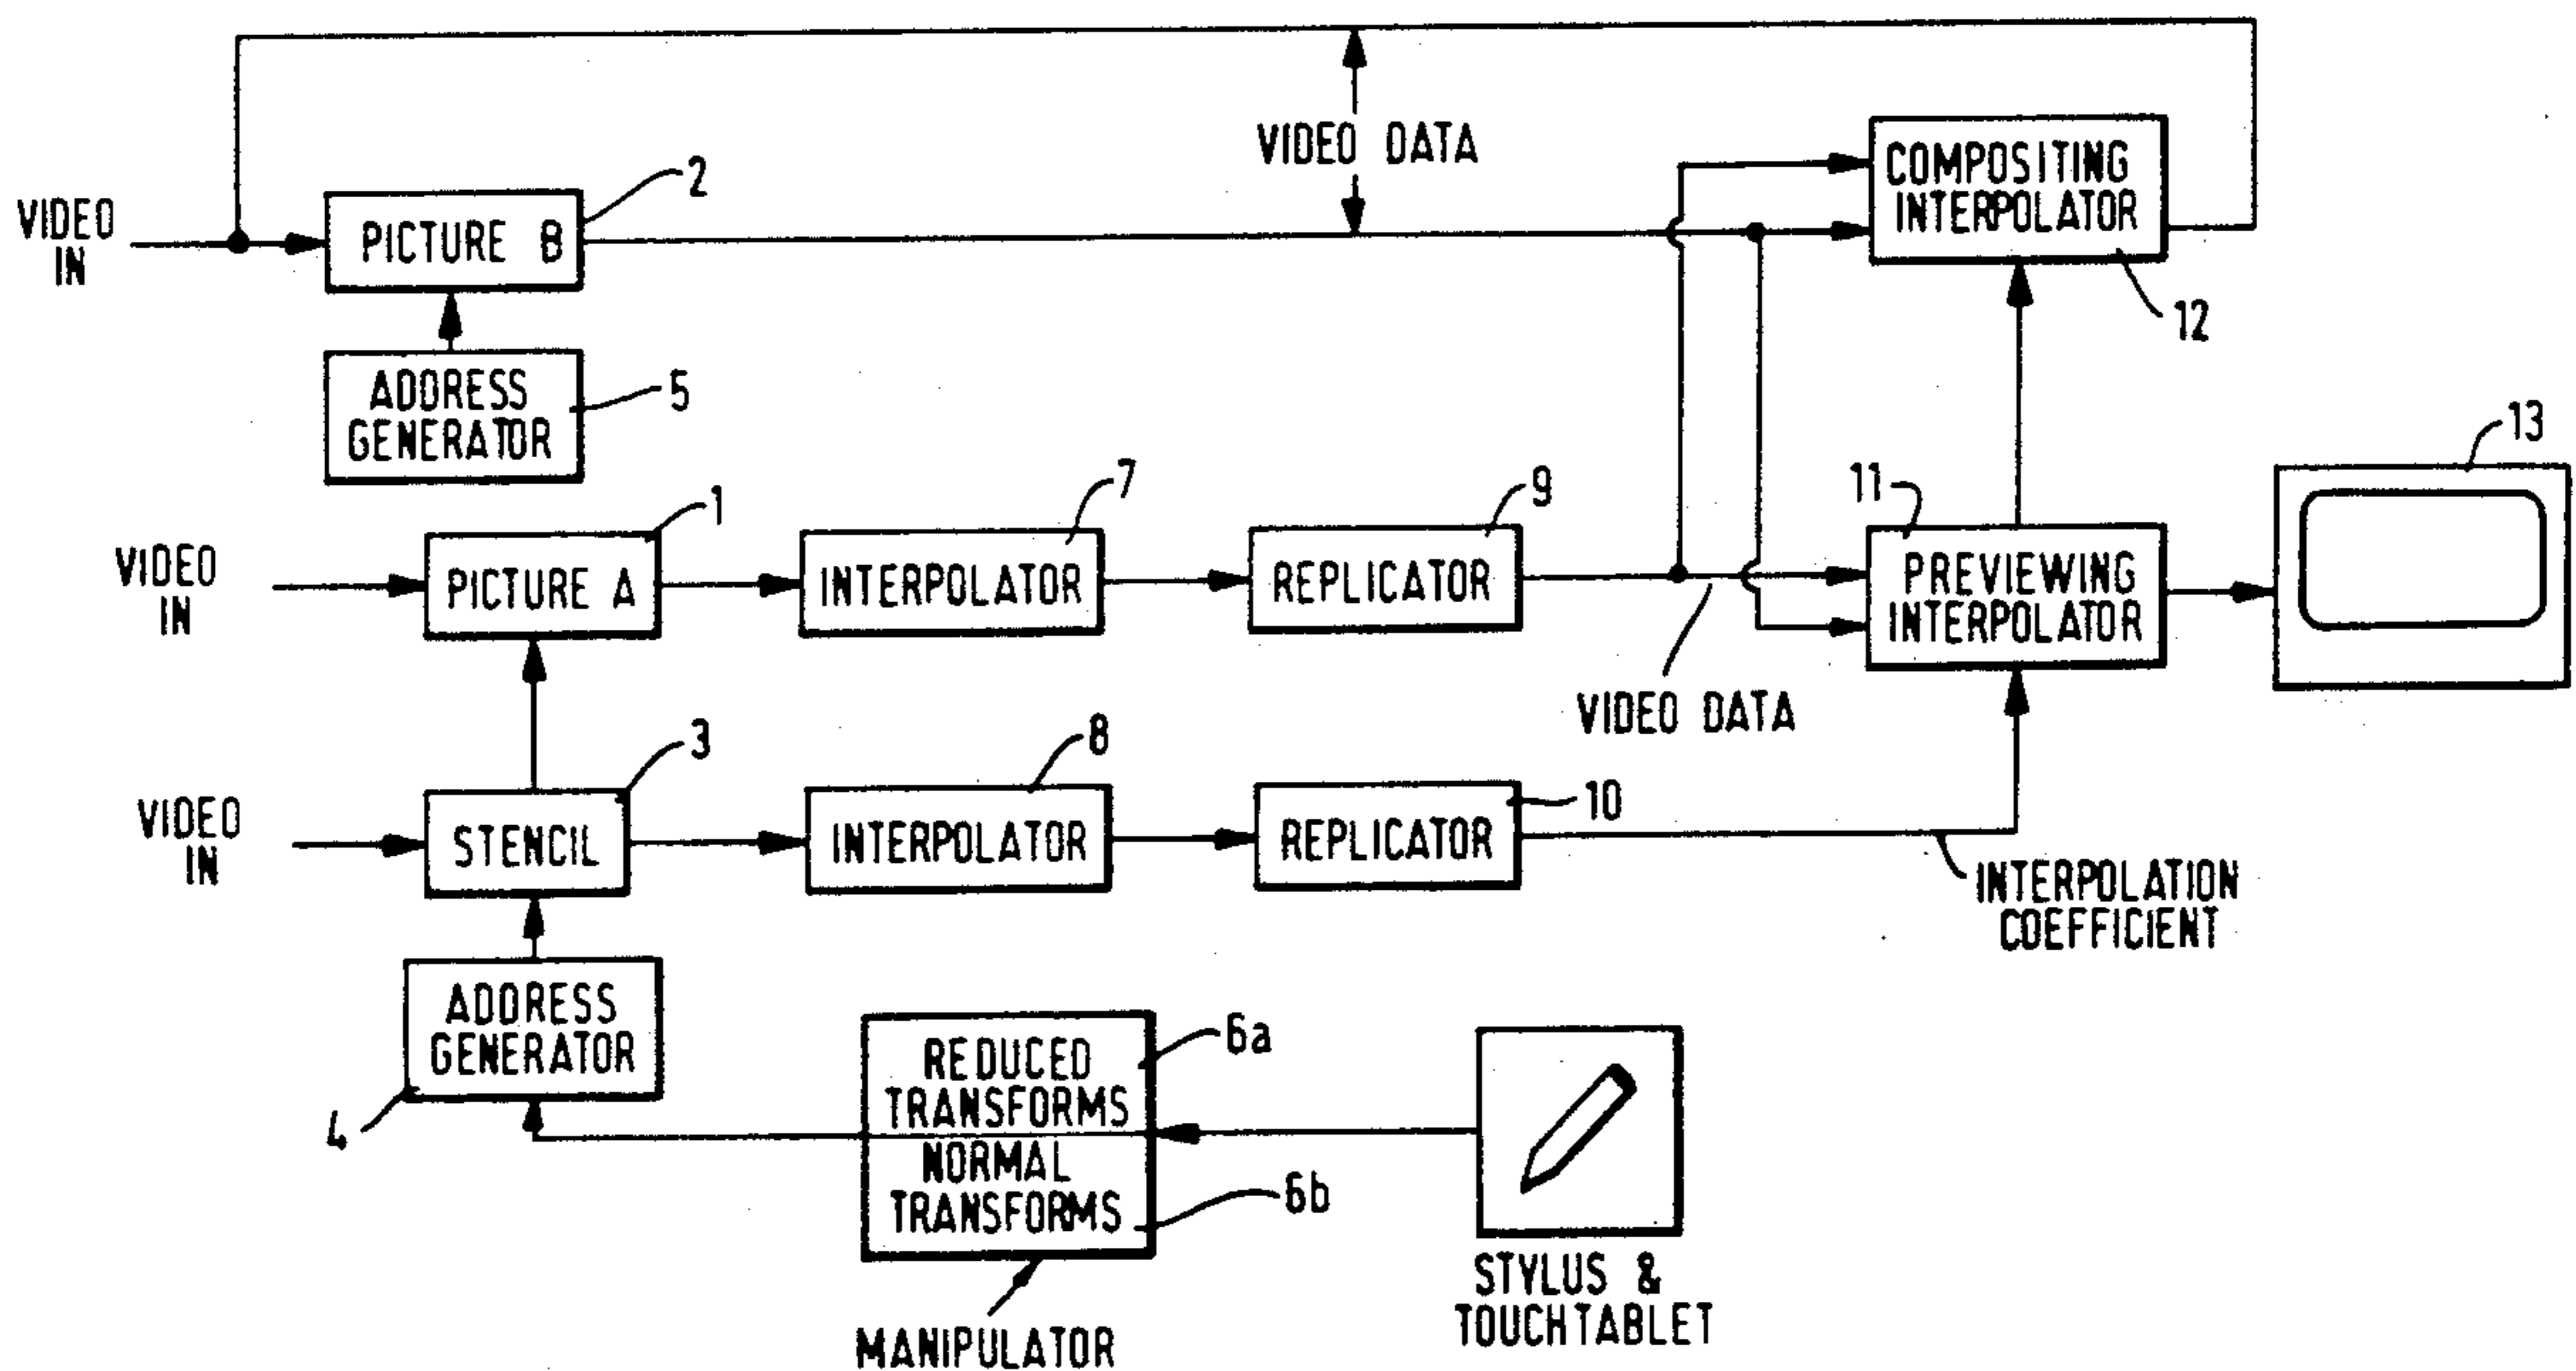 VIDEO DATA
VIDEO
IN
PICTURE B
2
COMPOSITING
INTERPOLATOR
12
ADDRESS
GENERATOR
5
VIDEO
IN
PICTURE A
1
INTERPOLATOR
7
REPLICATOR
9
VIDEO DATA
PREVIEWING
INTERPOLATOR
11
13
VIDEO
IN
STENCIL
3
INTERPOLATOR
8
REPLICATOR
10
INTERPOLATION
COEFFICIENT
ADDRESS
GENERATOR
4
REDUCED
TRANSFORMS
6a
NORMAL
TRANSFORMS
6b
MANIPULATOR
STYLUS &
TOUCHTABLET